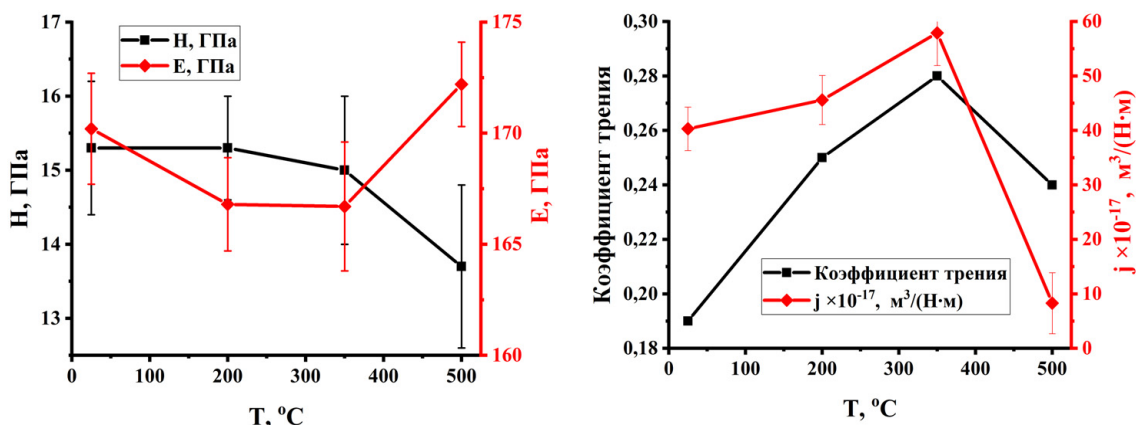 17
16
15
14
13
H, ГПа
H, ГПа
E, ГПа
175
170
165
160
E, ГПа
0 100 200 300 400 500
T, °C
0,30
0,28
0,26
0,24
0,22
0,20
0,18
Коэффициент трения
Коэффициент трения
j ×10⁻¹⁷, м³/(Н·м)
60
50
40
30
20
10
0
j ×10⁻¹⁷, м³/(Н·м)
0 100 200 300 400 500
T, °C